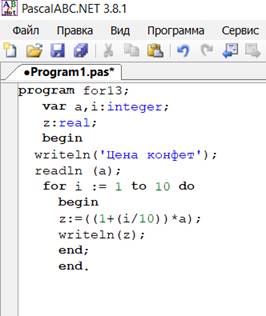 PascalABC.NET 3.8.1
Файл Правка Вид Программа Сервис
●Program1.pas*
program for13;
var a,i:integer;
z:real;
begin
writeln('Цена конфет');
readln (a);
for i := 1 to 10 do
begin
z:=((1+(i/10))*a);
writeln(z);
end;
end.